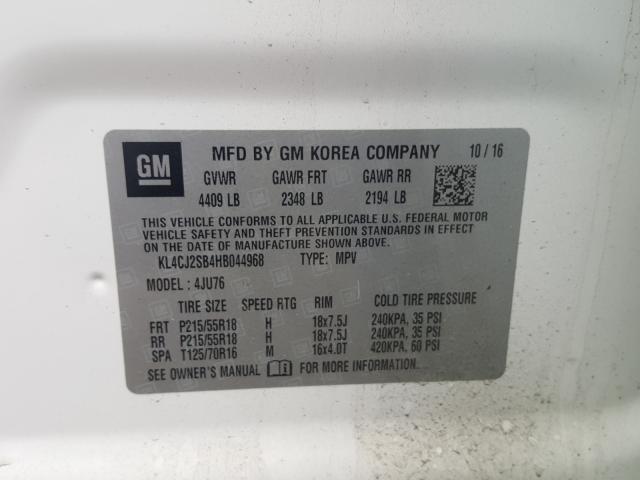 GM MFD BY GM KOREA COMPANY 10 / 16
GVWR GAWR FRT GAWR RR
4409 LB 2348 LB 2194 LB
THIS VEHICLE CONFORMS TO ALL APPLICABLE U.S. FEDERAL MOTOR
VEHICLE SAFETY AND THEFT PREVENTION STANDARDS IN EFFECT
ON THE DATE OF MANUFACTURE SHOWN ABOVE.
KL4CJ2SB4HB044968 TYPE: MPV
MODEL : 4JU76
TIRE SIZE SPEED RTG RIM COLD TIRE PRESSURE
FRT P215/55R18 H 18x7.5J 240KPA, 35 PSI
RR P215/55R18 H 18x7.5J 240KPA, 35 PSI
SPA T125/70R16 M 16x4.0T 420KPA, 60 PSI
SEE OWNER'S MANUAL FOR MORE INFORMATION.